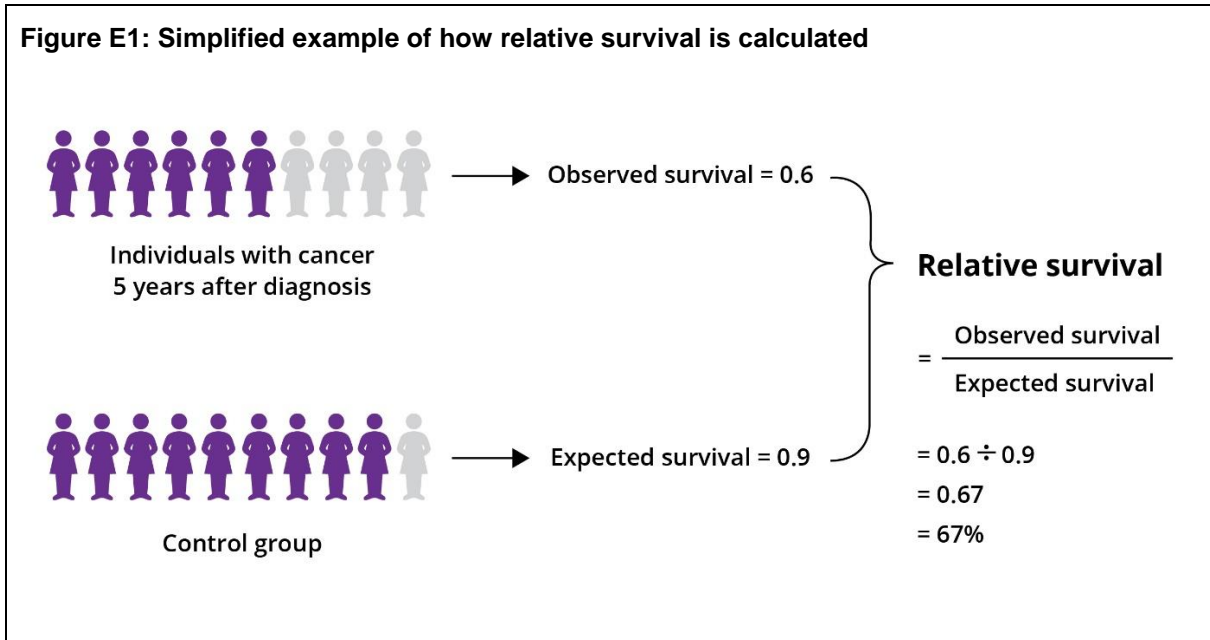 Figure E1: Simplified example of how relative survival is calculated
Observed survival = 0.6
Individuals with cancer
5 years after diagnosis
Relative survival
= Observed survival
Expected survival
Expected survival = 0.9
= 0.6 ÷ 0.9
= 0.67
= 67%
Control group